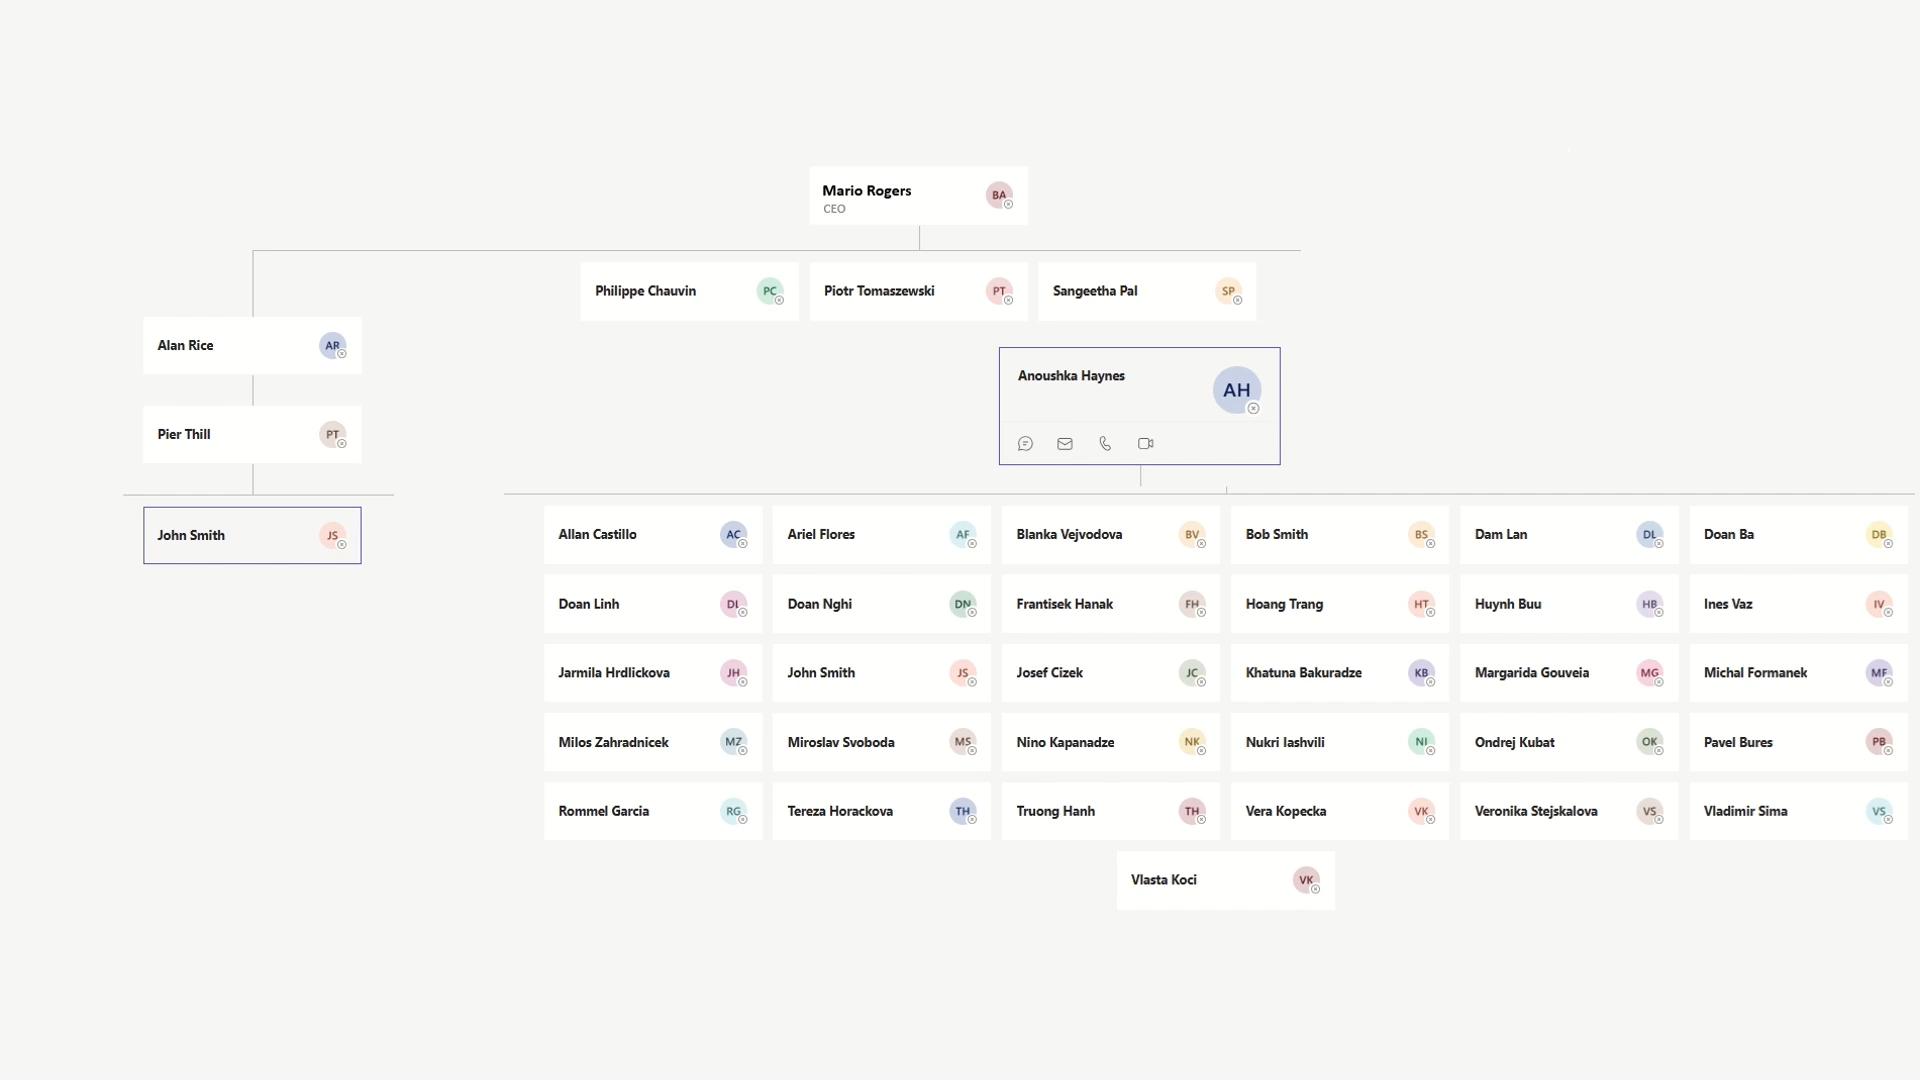 Mario Rogers
CEO
BA
Philippe Chauvin PC
Piotr Tomaszewski PT
Sangeetha Pal SP
Alan Rice AR
Anoushka Haynes AH
Pier Thill PT
John Smith JS
Allan Castillo AC
Ariel Flores AF
Blanka Vejvodova BV
Bob Smith BS
Dam Lan DL
Doan Ba DB
Doan Linh DL
Doan Nghi DN
Frantisek Hanak FH
Hoang Trang HT
Huynh Buu HB
Ines Vaz IV
Jarmila Hrdlickova JH
John Smith JS
Josef Cizek JC
Khatuna Bakuradze KB
Margarida Gouveia MG
Michal Formanek MF
Milos Zahradnicek MZ
Miroslav Svoboda MS
Nino Kapanadze NK
Nukri Iashvili NI
Ondrej Kubat OK
Pavel Bures PB
Rommel Garcia RG
Tereza Horackova TH
Truong Hanh TH
Vera Kopecka VK
Veronika Stejskalova VS
Vladimir Sima VS
Vlasta Koci VK